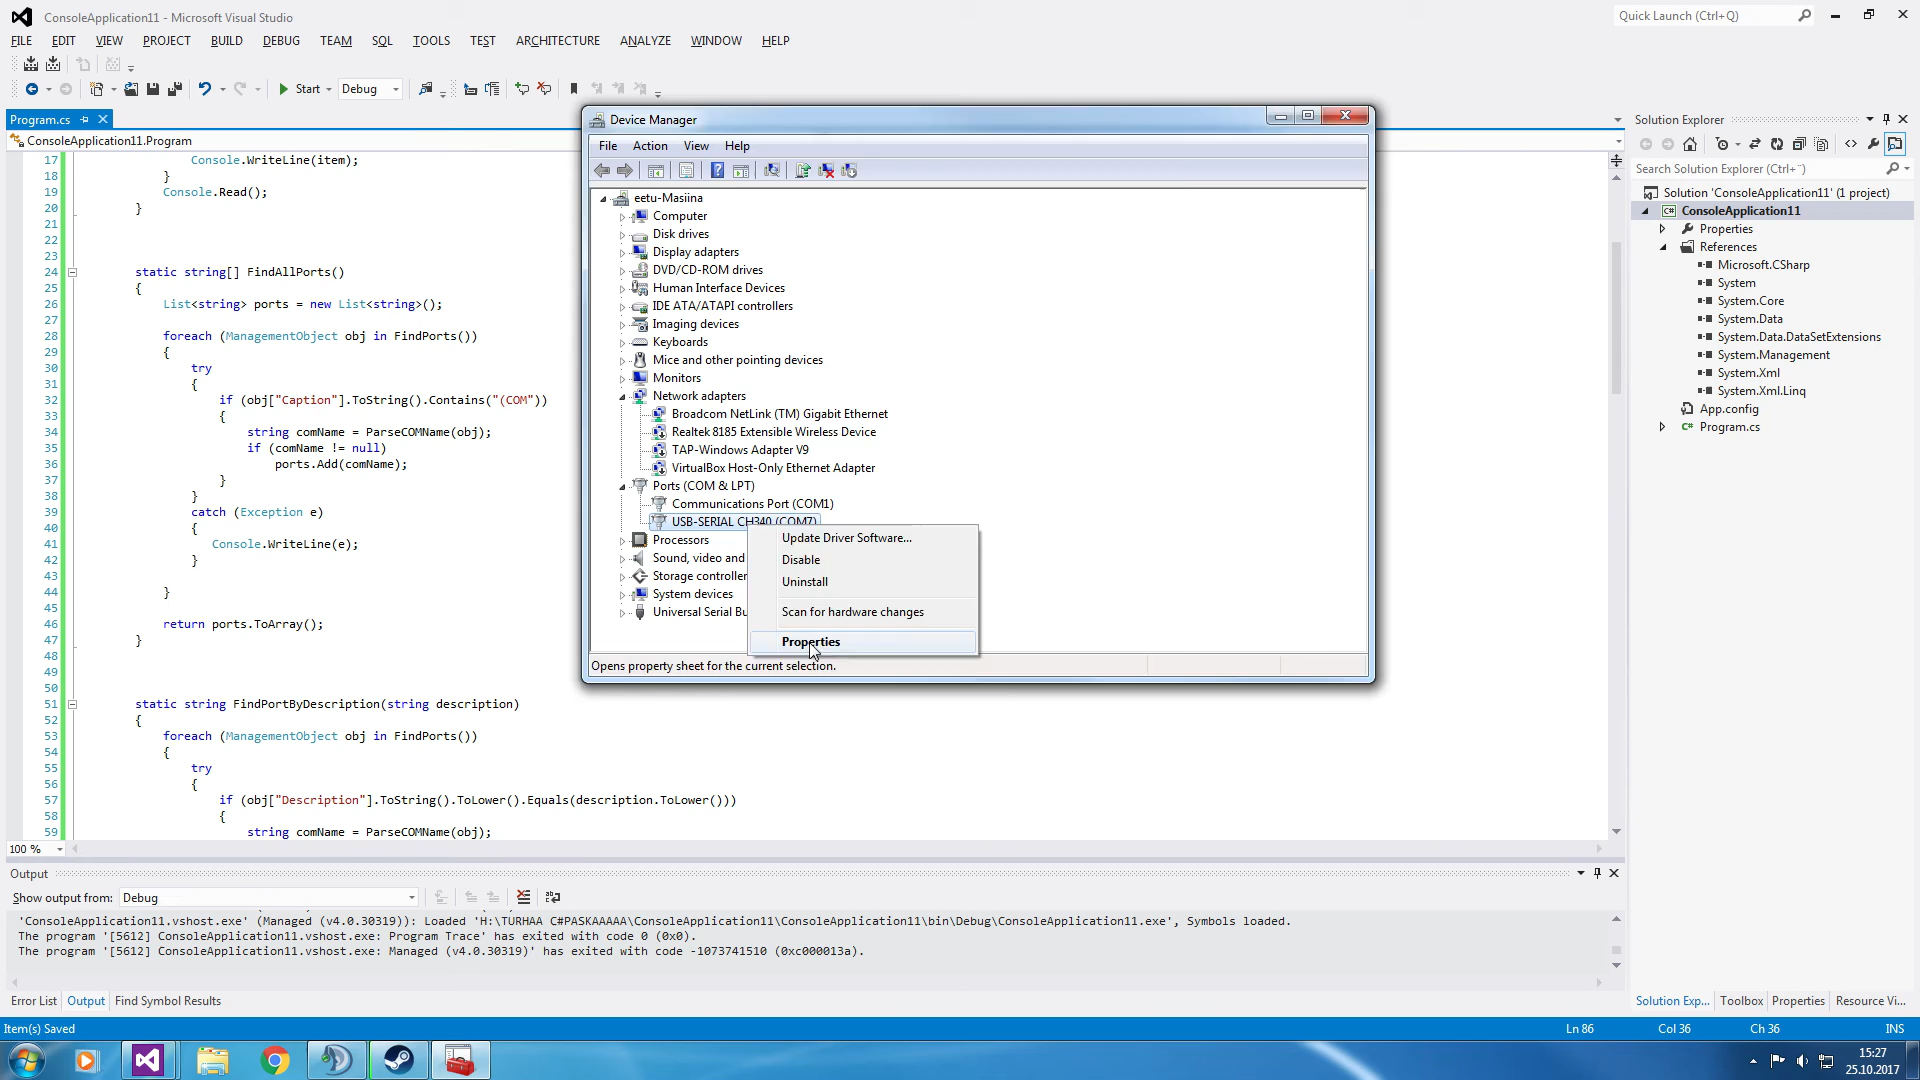 ConsoleApplication11 - Microsoft Visual Studio
Quick Launch (Ctrl+Q)
FILE EDIT VIEW PROJECT BUILD DEBUG TEAM SQL TOOLS TEST ARCHITECTURE ANALYZE WINDOW HELP
Start Debug
Program.cs
ConsoleApplication11.Program
17 Console.WriteLine(item);
18 }
19 Console.Read();
20 }
21
22
23
24 static string[] FindAllPorts()
25 {
26 List<string> ports = new List<string>();
27
28 foreach (ManagementObject obj in FindPorts())
29 {
30 try
31 {
32 if (obj["Caption"].ToString().Contains("(COM"))
33 {
34 string comName = ParseCOMName(obj);
35 if (comName != null)
36 ports.Add(comName);
37 }
38 }
39 catch (Exception e)
40 {
41 Console.WriteLine(e);
42 }
43
44 }
45
46 return ports.ToArray();
47 }
48
49
50
51 static string FindPortByDescription(string description)
52 {
53 foreach (ManagementObject obj in FindPorts())
54 {
55 try
56 {
57 if (obj["Description"].ToString().ToLower().Equals(description.ToLower()))
58 {
59 string comName = ParseCOMName(obj);
100 %
Device Manager
File Action View Help
eetu-Masiina
Computer
Disk drives
Display adapters
DVD/CD-ROM drives
Human Interface Devices
IDE ATA/ATAPI controllers
Imaging devices
Keyboards
Mice and other pointing devices
Monitors
Network adapters
Broadcom NetLink (TM) Gigabit Ethernet
Realtek 8185 Extensible Wireless Device
TAP-Windows Adapter V9
VirtualBox Host-Only Ethernet Adapter
Ports (COM & LPT)
Communications Port (COM1)
USB-SERIAL CH340 (COM7)
Processors
Sound, video and
Storage controller
System devices
Universal Serial Bu
Update Driver Software...
Disable
Uninstall
Scan for hardware changes
Properties
Opens property sheet for the current selection.
Solution Explorer
Search Solution Explorer (Ctrl+¨)
Solution 'ConsoleApplication11' (1 project)
ConsoleApplication11
Properties
References
Microsoft.CSharp
System
System.Core
System.Data
System.Data.DataSetExtensions
System.Management
System.Xml
System.Xml.Linq
App.config
Program.cs
Output
Show output from: Debug
'ConsoleApplication11.vshost.exe' (Managed (v4.0.30319)): Loaded 'H:\TURHAA C#PASKAAAAA\ConsoleApplication11\ConsoleApplication11\bin\Debug\ConsoleApplication11.exe', Symbols loaded.
The program '[5612] ConsoleApplication11.vshost.exe: Program Trace' has exited with code 0 (0x0).
The program '[5612] ConsoleApplication11.vshost.exe: Managed (v4.0.30319)' has exited with code -1073741510 (0xc000013a).
Error List Output Find Symbol Results
Solution Exp... Toolbox Properties Resource Vi...
Item(s) Saved
Ln 86 Col 36 Ch 36 INS
15:27
25.10.2017